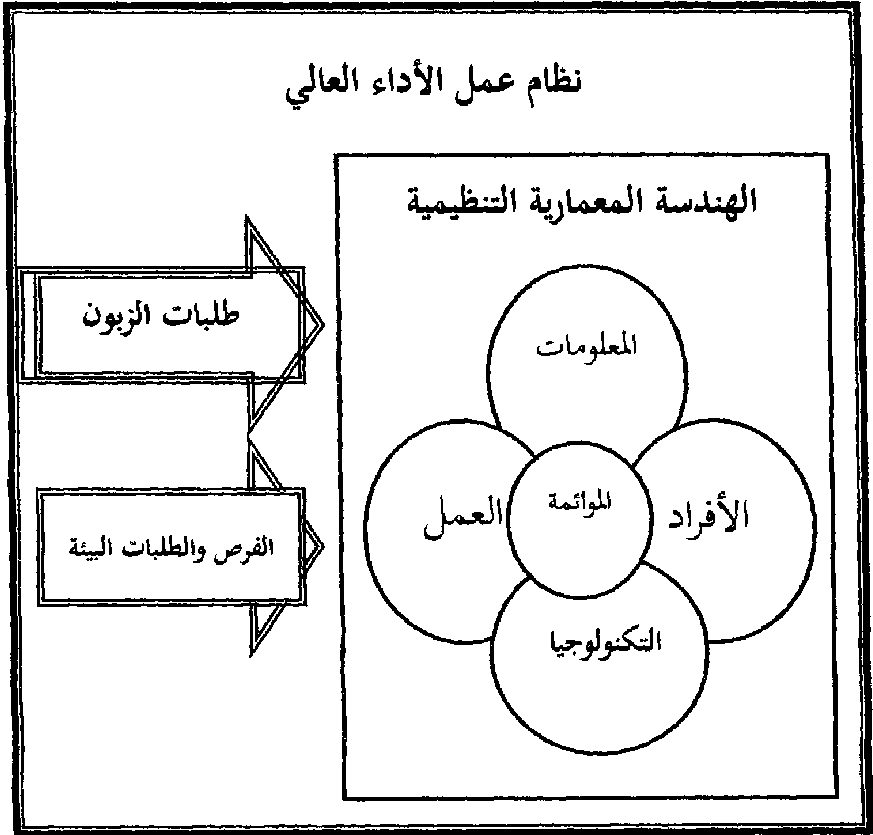 نظام عمل الأداء العالي
الهندسة المعمارية التنظيمية
طلبات الزبون
الفرص والطلبات البيئة
المعلومات
الأفراد
الموائمة
العمل
التكنولوجيا